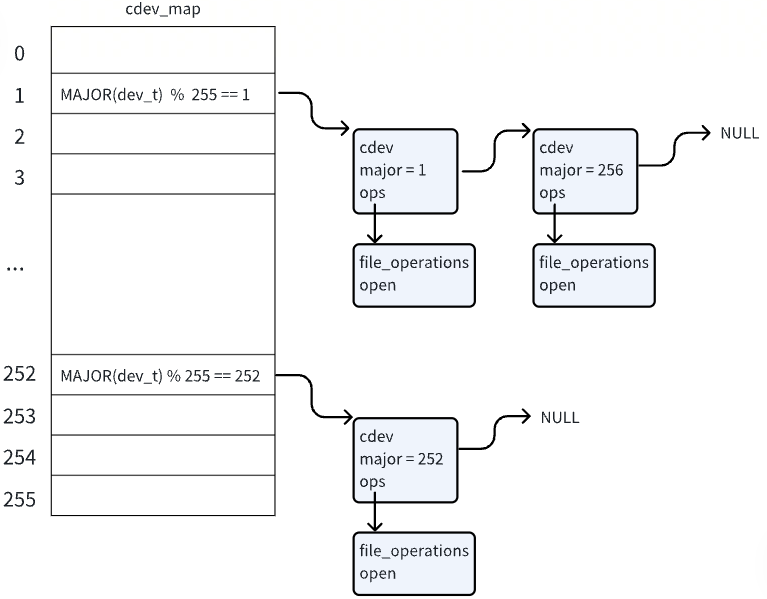 cdev_map
0
1
MAJOR(dev_t) % 255 == 1
2
3
...
252
MAJOR(dev_t) % 255 == 252
253
254
255
cdev
major = 1
ops
file_operations
open
cdev
major = 256
ops
file_operations
open
NULL
cdev
major = 252
ops
file_operations
open
NULL